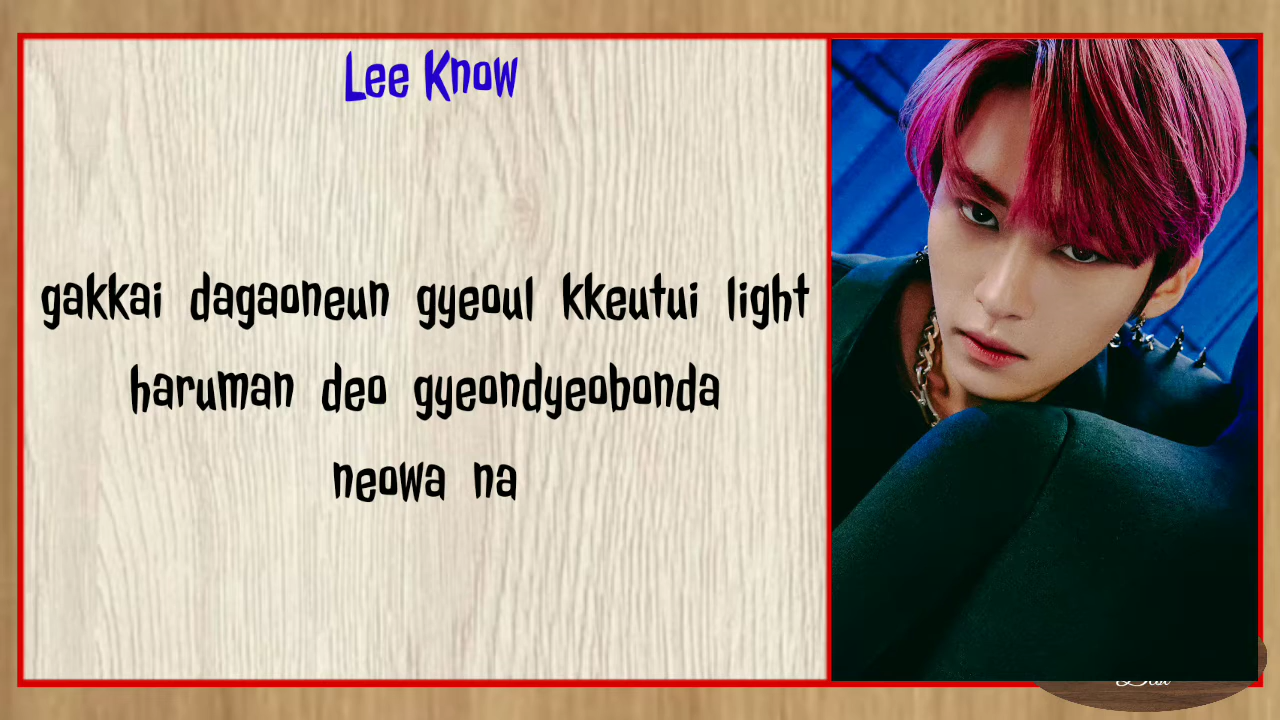 Lee Know
gakkai dagaoneun gyeoul kkeutui light
haruman deo gyeondyeobonda
neowa na